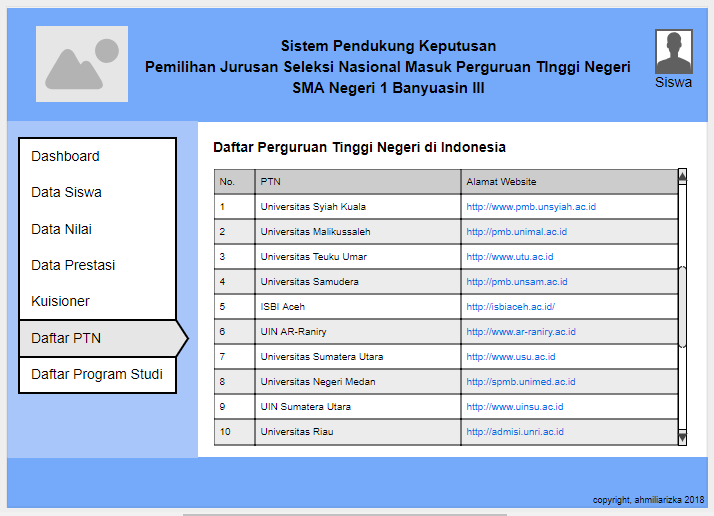 Sistem Pendukung Keputusan
Pemilihan Jurusan Seleksi Nasional Masuk Perguruan TInggi Negeri
SMA Negeri 1 Banyuasin III
Siswa
Dashboard
Data Siswa
Data Nilai
Data Prestasi
Kuisioner
Daftar PTN
Daftar Program Studi
Daftar Perguruan Tinggi Negeri di Indonesia
No. PTN Alamat Website
1 Universitas Syiah Kuala http://www.pmb.unsyiah.ac.id
2 Universitas Malikussaleh http://pmb.unimal.ac.id
3 Universitas Teuku Umar http://www.utu.ac.id
4 Universitas Samudera http://pmb.unsam.ac.id
5 ISBI Aceh http://isbiaceh.ac.id/
6 UIN AR-Raniry http://www.ar-raniry.ac.id
7 Universitas Sumatera Utara http://www.usu.ac.id
8 Universitas Negeri Medan http://spmb.unimed.ac.id
9 UIN Sumatera Utara http://www.uinsu.ac.id
10 Universitas Riau http://admisi.unri.ac.id
copyright, ahmiliarizka 2018